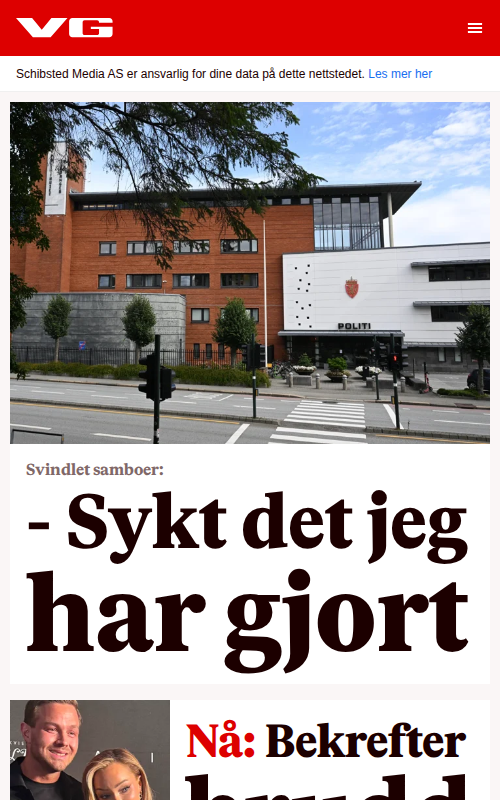 VG
Schibsted Media AS er ansvarlig for dine data på dette nettstedet. Les mer her
POLITI
Svindlet samboer:
- Sykt det jeg
har gjort
Nå: Bekrefter